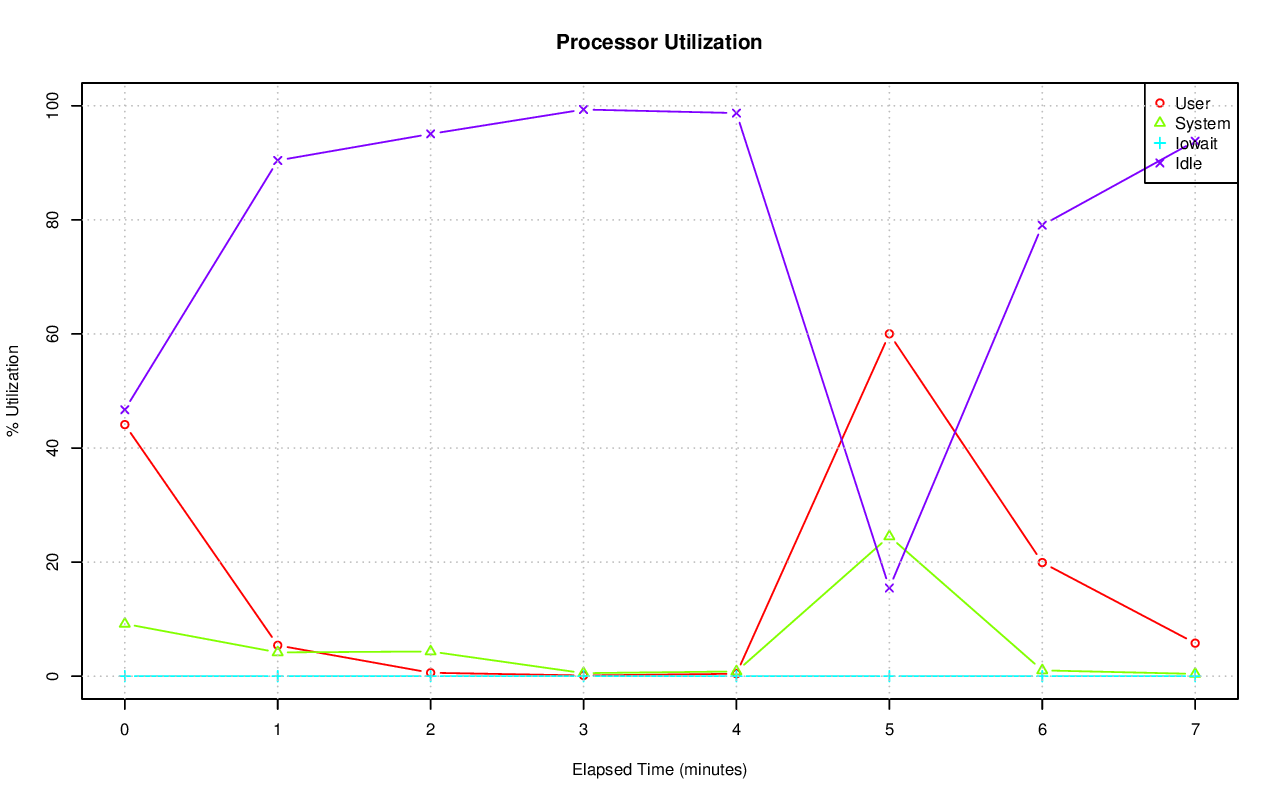 Processor Utilization
% Utilization
100
80
60
40
20
0
User
System
Iowait
Idle
0 1 2 3 4 5 6 7
Elapsed Time (minutes)